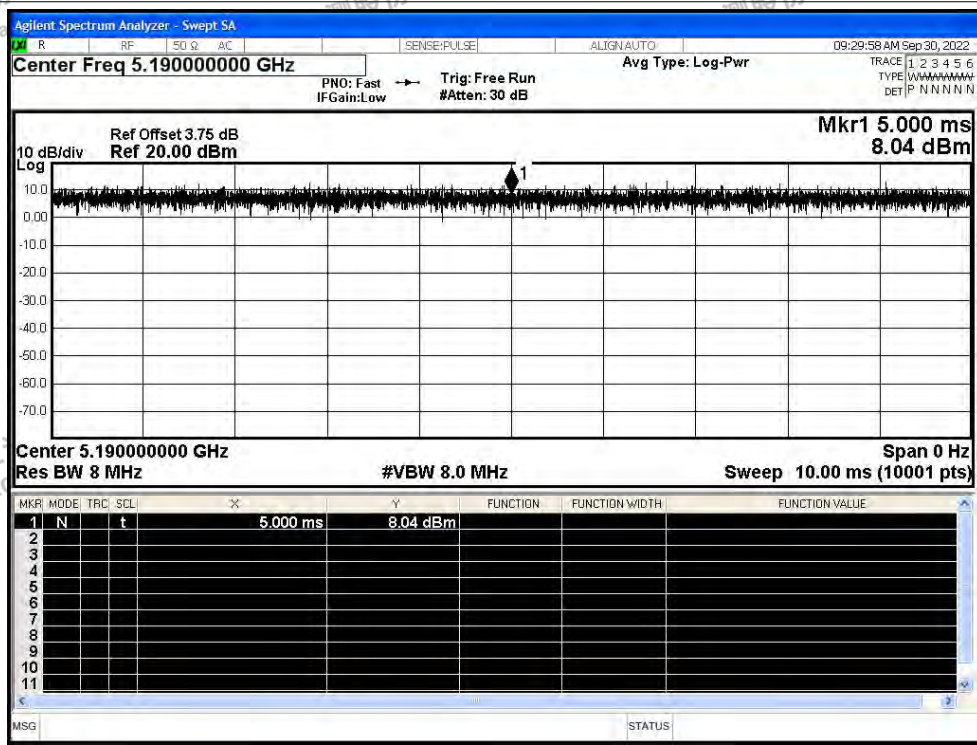 Agilent Spectrum Analyzer - Swept SA
R RF 50 Ω AC SENSE:PULSE ALIGN AUTO 09:29:58 AM Sep 30, 2022
Center Freq 5.190000000 GHz
PNO: Fast
IFGain:Low
Trig: Free Run
#Atten: 30 dB
Avg Type: Log-Pwr
TRACE 1 2 3 4 5 6
TYPE
DET P N N N N N
Mkr1 5.000 ms
8.04 dBm
Ref Offset 3.75 dB
10 dB/div Ref 20.00 dBm
Log
1
10.0
0.00
-10.0
-20.0
-30.0
-40.0
-50.0
-60.0
-70.0
Center 5.190000000 GHz Span 0 Hz
Res BW 8 MHz #VBW 8.0 MHz Sweep 10.00 ms (10001 pts)
MKR MODE TRC SCL X Y FUNCTION FUNCTION WIDTH FUNCTION VALUE
1 N t 5.000 ms 8.04 dBm
2
3
4
5
6
7
8
9
10
11
MSG STATUS